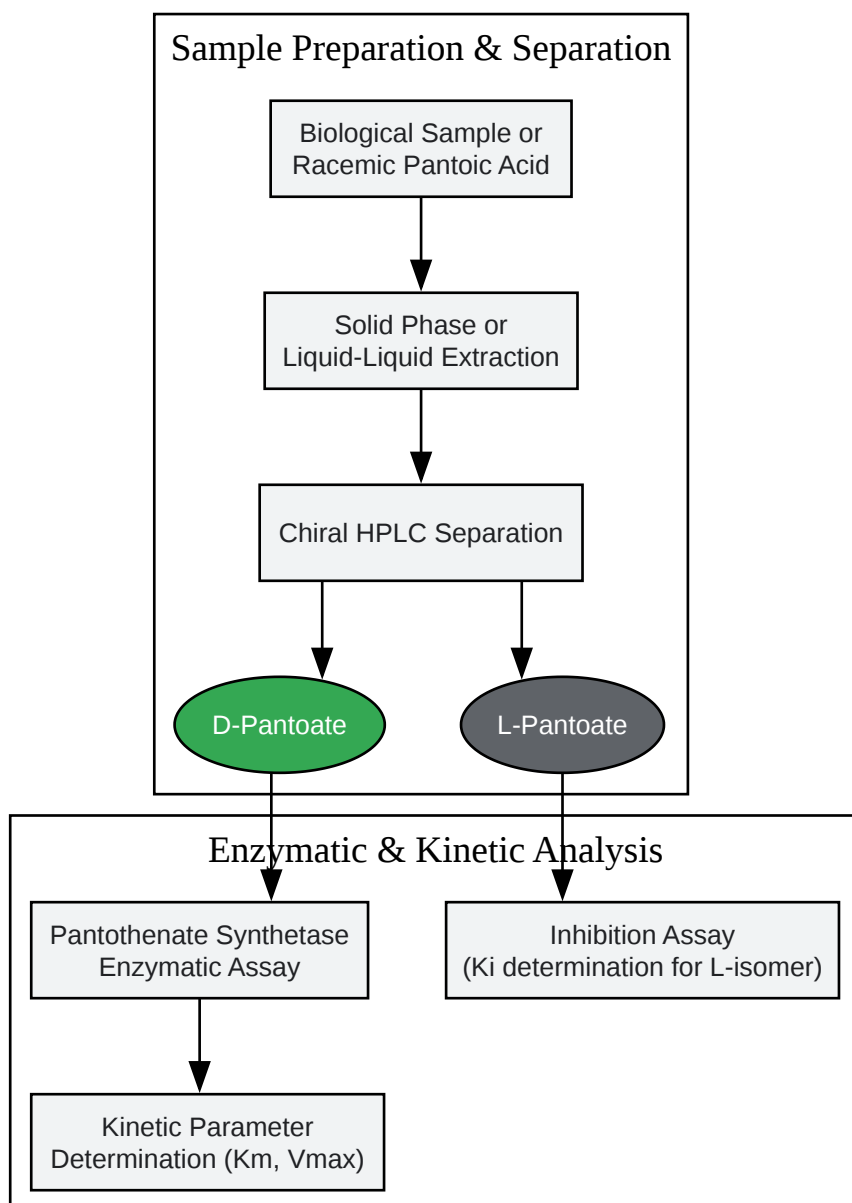 Sample Preparation & Separation
Biological Sample or
Racemic Pantoic Acid
Solid Phase or
Liquid-Liquid Extraction
Chiral HPLC Separation
D-Pantoate
L-Pantoate
Enzymatic & Kinetic Analysis
Pantothenate Synthetase
Enzymatic Assay
Inhibition Assay
(Ki determination for L-isomer)
Kinetic Parameter
Determination (Km, Vmax)